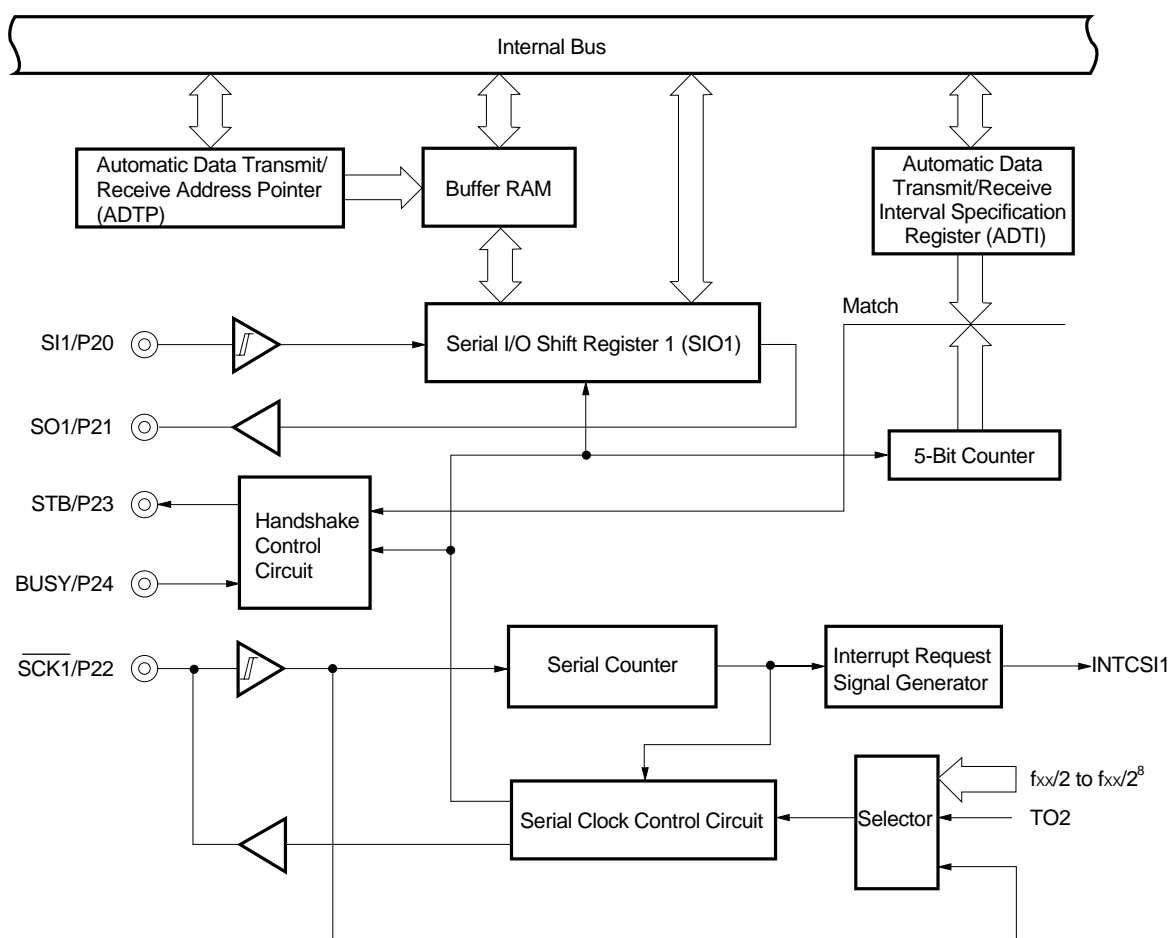 Internal Bus
Automatic Data Transmit/
Receive Address Pointer
(ADTP)
Buffer RAM
Automatic Data
Transmit/Receive
Interval Specification
Register (ADTI)
Match
SI1/P20
Serial I/O Shift Register 1 (SIO1)
SO1/P21
5-Bit Counter
STB/P23
Handshake
Control
Circuit
BUSY/P24
SCK1/P22
Serial Counter
Interrupt Request
Signal Generator
INTCSI1
fxx/2 to fxx/2⁸
Serial Clock Control Circuit
Selector
TO2